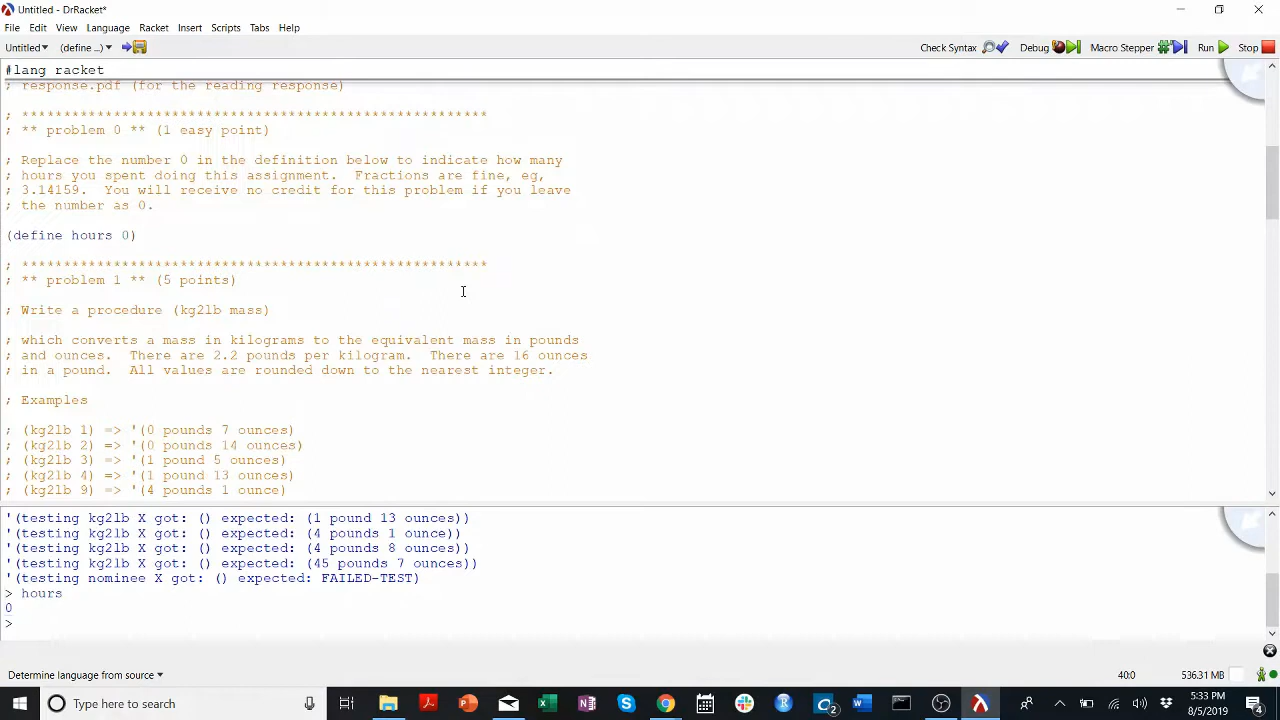 Untitled - DrRacket*
File Edit View Language Racket Insert Scripts Tabs Help
Untitled (define ...) Check Syntax Debug Macro Stepper Run Stop
#lang racket
; response.pdf (for the reading response)
; ******************************************************
; ** problem 0 ** (1 easy point)
; Replace the number 0 in the definition below to indicate how many
; hours you spent doing this assignment. Fractions are fine, eg,
; 3.14159. You will receive no credit for this problem if you leave
; the number as 0.
(define hours 0)
; ******************************************************
; ** problem 1 ** (5 points)
; Write a procedure (kg2lb mass)
; which converts a mass in kilograms to the equivalent mass in pounds
; and ounces. There are 2.2 pounds per kilogram. There are 16 ounces
; in a pound. All values are rounded down to the nearest integer.
; Examples
; (kg2lb 1) => '(0 pounds 7 ounces)
; (kg2lb 2) => '(0 pounds 14 ounces)
; (kg2lb 3) => '(1 pound 5 ounces)
; (kg2lb 4) => '(1 pound 13 ounces)
; (kg2lb 9) => '(4 pounds 1 ounce)
'(testing kg2lb X got: () expected: (1 pound 13 ounces))
'(testing kg2lb X got: () expected: (4 pounds 1 ounce))
'(testing kg2lb X got: () expected: (4 pounds 8 ounces))
'(testing kg2lb X got: () expected: (45 pounds 7 ounces))
'(testing nominee X got: () expected: FAILED-TEST)
> hours
0
>
Determine language from source 40:0 536.31 MB
Type here to search
5:33 PM
8/5/2019